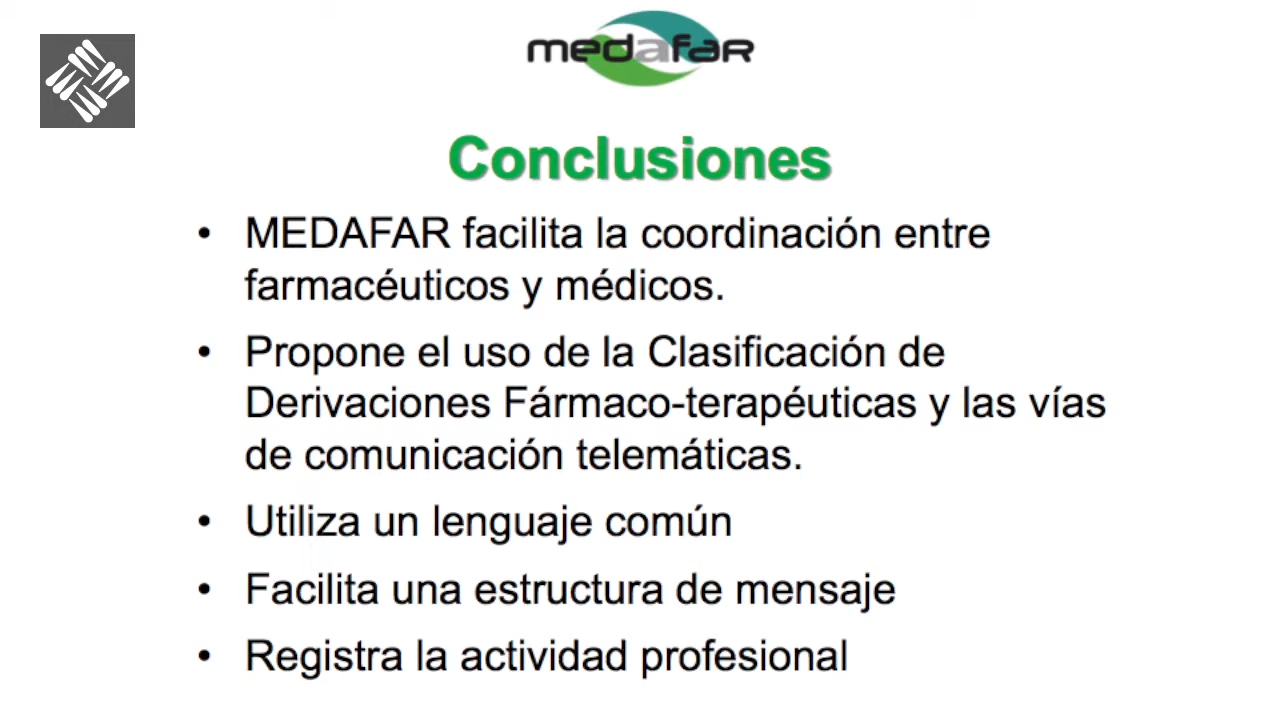 medafar
Conclusiones
• MEDAFAR facilita la coordinación entre
farmacéuticos y médicos.
• Propone el uso de la Clasificación de
Derivaciones Fármaco-terapéuticas y las vías
de comunicación telemáticas.
• Utiliza un lenguaje común
• Facilita una estructura de mensaje
• Registra la actividad profesional